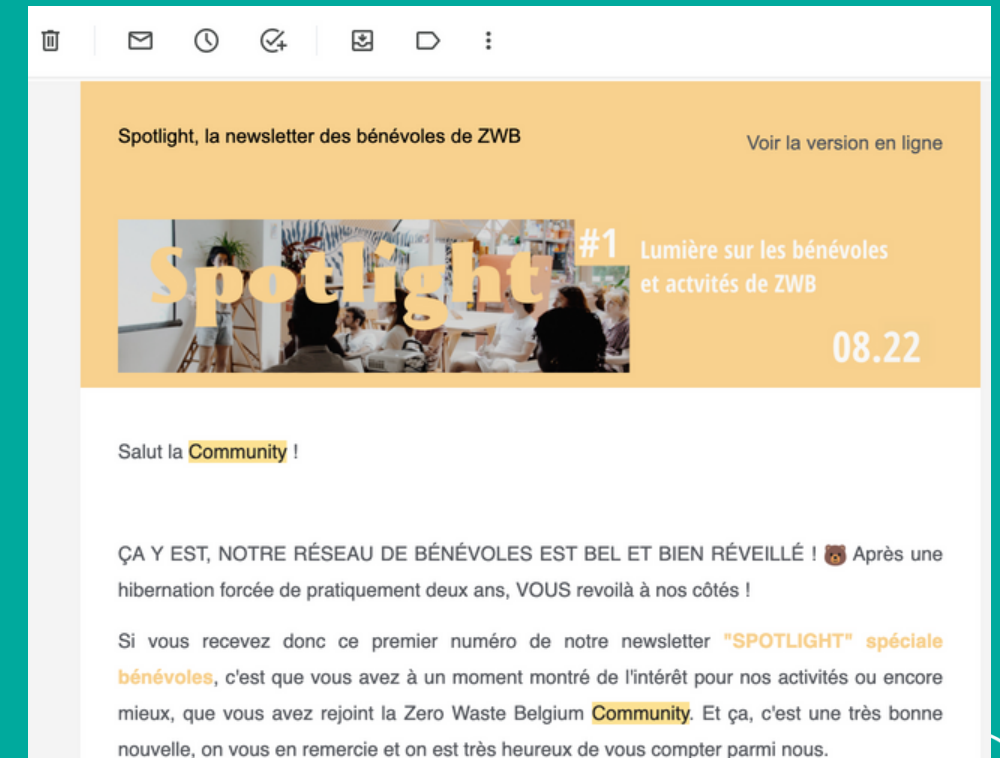 Spotlight, la newsletter des bénévoles de ZWB
Voir la version en ligne
Spotlight
#1
Lumière sur les bénévoles
et actvités de ZWB
08.22
Salut la Community !
ÇA Y EST, NOTRE RÉSEAU DE BÉNÉVOLES EST BEL ET BIEN RÉVEILLÉ ! 🐻 Après une
hibernation forcée de pratiquement deux ans, VOUS revoilà à nos côtés !
Si vous recevez donc ce premier numéro de notre newsletter "SPOTLIGHT" spéciale
bénévoles, c'est que vous avez à un moment montré de l'intérêt pour nos activités ou encore
mieux, que vous avez rejoint la Zero Waste Belgium Community. Et ça, c'est une très bonne
nouvelle, on vous en remercie et on est très heureux de vous compter parmi nous.